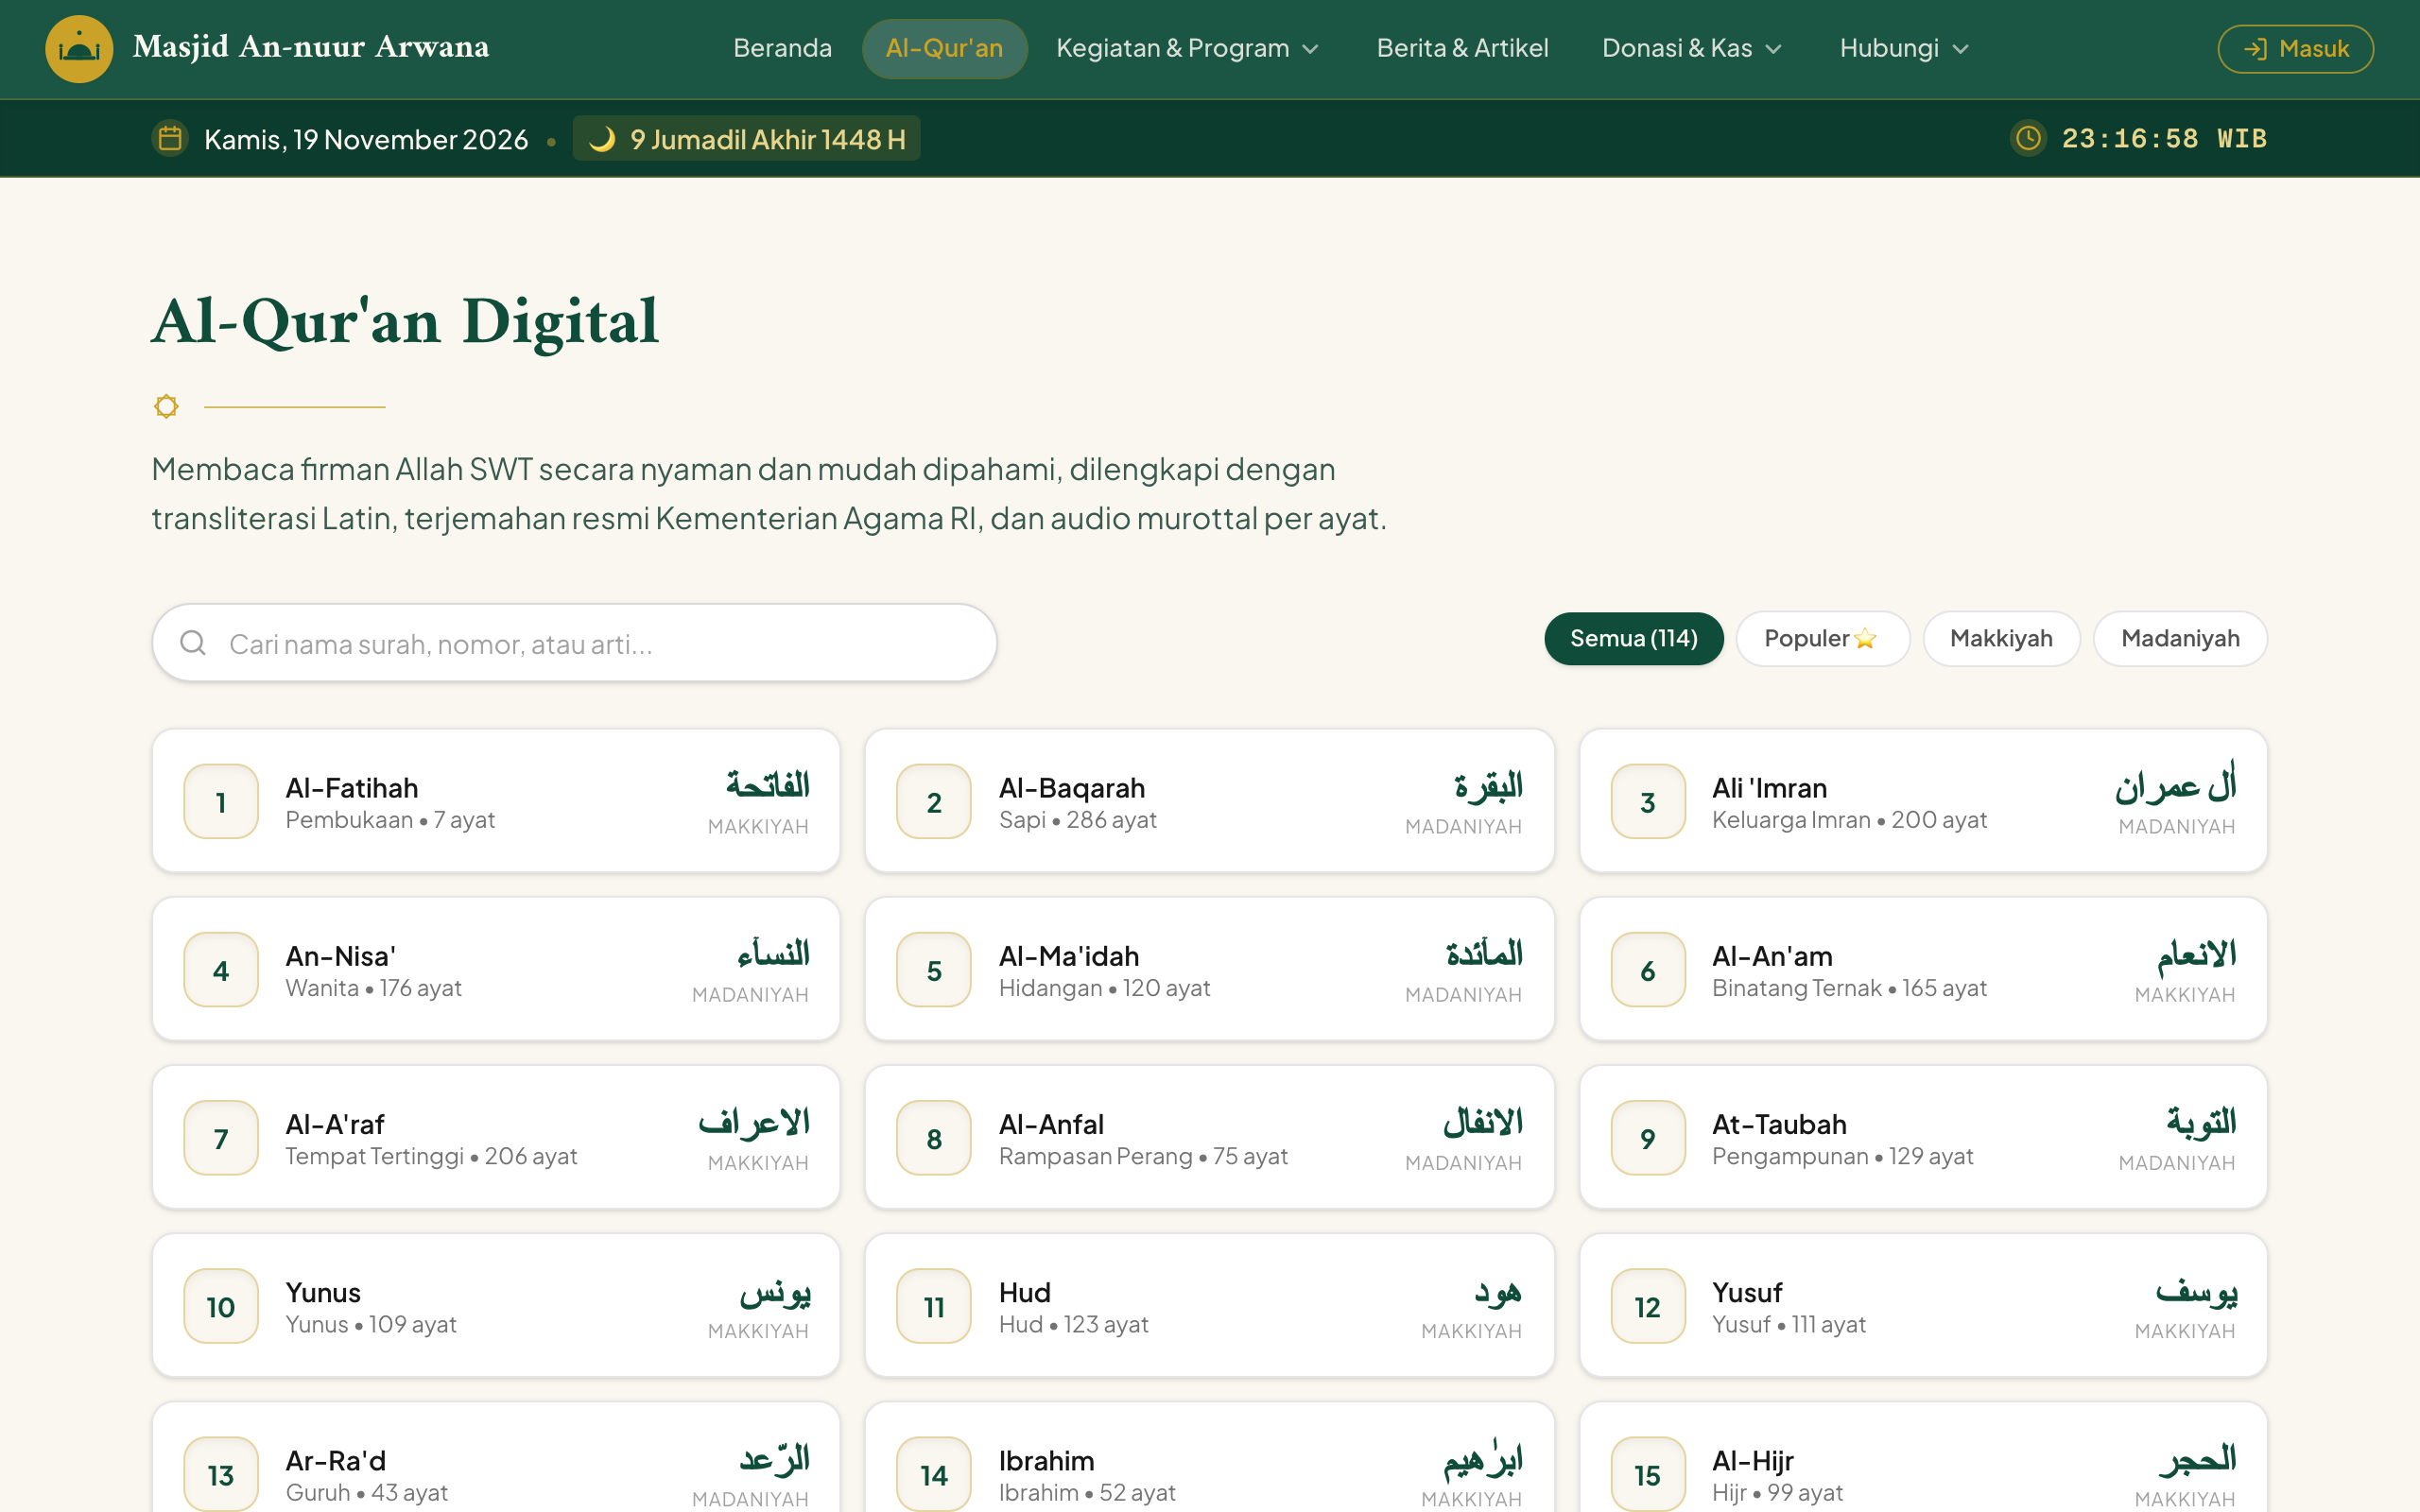 Masjid An-nuur Arwana
Beranda
Al-Qur'an
Kegiatan & Program
Berita & Artikel
Donasi & Kas
Hubungi
Masuk
Kamis, 19 November 2026 • 9 Jumadil Akhir 1448 H
23:16:58 WIB
Al-Qur'an Digital
Membaca firman Allah SWT secara nyaman dan mudah dipahami, dilengkapi dengan
transliterasi Latin, terjemahan resmi Kementerian Agama RI, dan audio murottal per ayat.
Cari nama surah, nomor, atau arti...
Semua (114)
Populer ⭐
Makkiyah
Madaniyah
1
Al-Fatihah
Pembukaan • 7 ayat
الفاتحة
MAKKIYAH
2
Al-Baqarah
Sapi • 286 ayat
البقرة
MADANIYAH
3
Ali 'Imran
Keluarga Imran • 200 ayat
اٰل عمران
MADANIYAH
4
An-Nisa'
Wanita • 176 ayat
النساۤء
MADANIYAH
5
Al-Ma'idah
Hidangan • 120 ayat
الماۤئدة
MADANIYAH
6
Al-An'am
Binatang Ternak • 165 ayat
الانعام
MAKKIYAH
7
Al-A'raf
Tempat Tertinggi • 206 ayat
الاعراف
MAKKIYAH
8
Al-Anfal
Rampasan Perang • 75 ayat
الانفال
MADANIYAH
9
At-Taubah
Pengampunan • 129 ayat
التوبة
MADANIYAH
10
Yunus
Yunus • 109 ayat
يونس
MAKKIYAH
11
Hud
Hud • 123 ayat
هود
MAKKIYAH
12
Yusuf
Yusuf • 111 ayat
يوسف
MAKKIYAH
13
Ar-Ra'd
Guruh • 43 ayat
الرّعد
MADANIYAH
14
Ibrahim
Ibrahim • 52 ayat
ابرٰهيم
MAKKIYAH
15
Al-Hijr
Hijr • 99 ayat
الحجر
MAKKIYAH